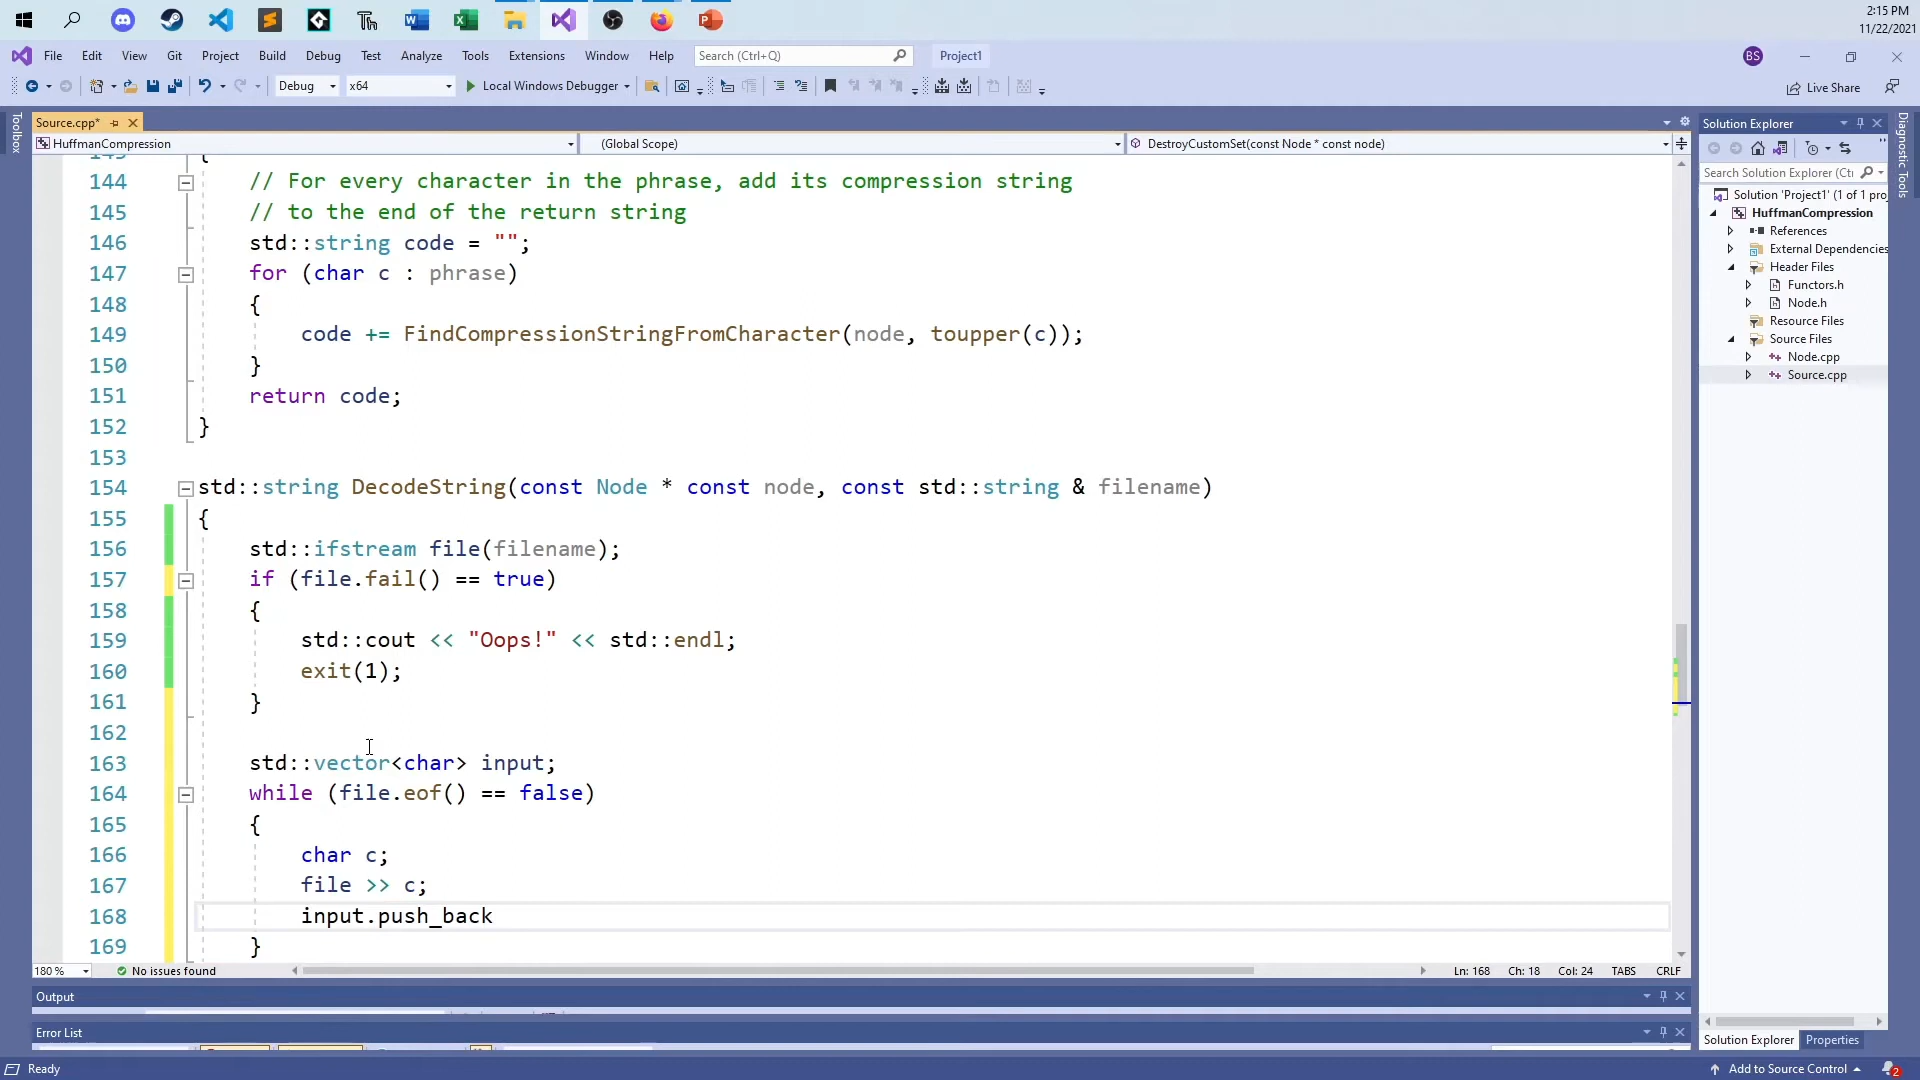 2:15 PM
11/22/2021
File Edit View Git Project Build Debug Test Analyze Tools Extensions Window Help Search (Ctrl+Q) Project1 BS
Debug x64 Local Windows Debugger Live Share
Toolbox
Source.cpp*
HuffmanCompression (Global Scope) DestroyCustomSet(const Node * const node)
144 // For every character in the phrase, add its compression string
145 // to the end of the return string
146 std::string code = "";
147 for (char c : phrase)
148 {
149 code += FindCompressionStringFromCharacter(node, toupper(c));
150 }
151 return code;
152 }
153
154 std::string DecodeString(const Node * const node, const std::string & filename)
155 {
156 std::ifstream file(filename);
157 if (file.fail() == true)
158 {
159 std::cout << "Oops!" << std::endl;
160 exit(1);
161 }
162
163 std::vector<char> input;
164 while (file.eof() == false)
165 {
166 char c;
167 file >> c;
168 input.push_back
169 }
180 % No issues found Ln: 168 Ch: 18 Col: 24 TABS CRLF
Output
Error List
Solution Explorer
Search Solution Explorer (Ctr
Solution 'Project1' (1 of 1 proj
HuffmanCompression
References
External Dependencies
Header Files
Functors.h
Node.h
Resource Files
Source Files
Node.cpp
Source.cpp
Solution Explorer Properties
Diagnostic Tools
Ready Add to Source Control 2